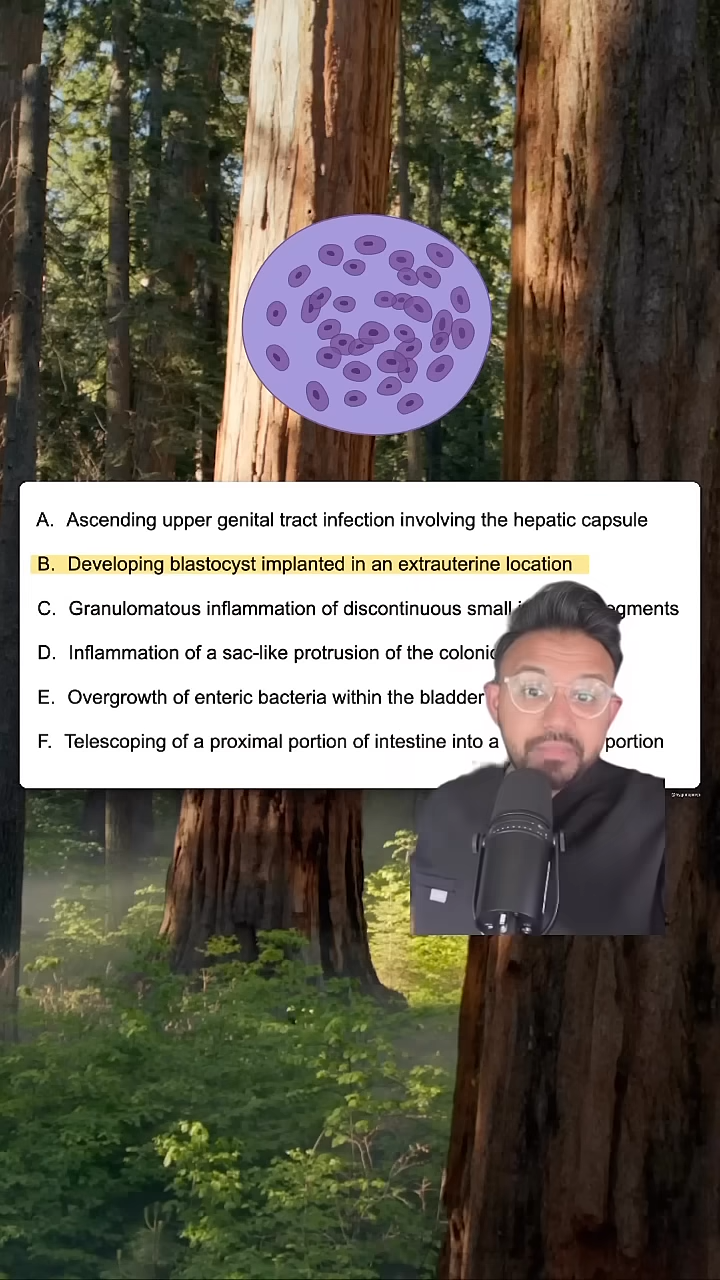 A. Ascending upper genital tract infection involving the hepatic capsule
B. Developing blastocyst implanted in an extrauterine location
C. Granulomatous inflammation of discontinuous small
D. Inflammation of a sac-like protrusion of the
E. Overgrowth of enteric bacteria within the bladder
F. Telescoping of a proximal portion of intestine into a portion